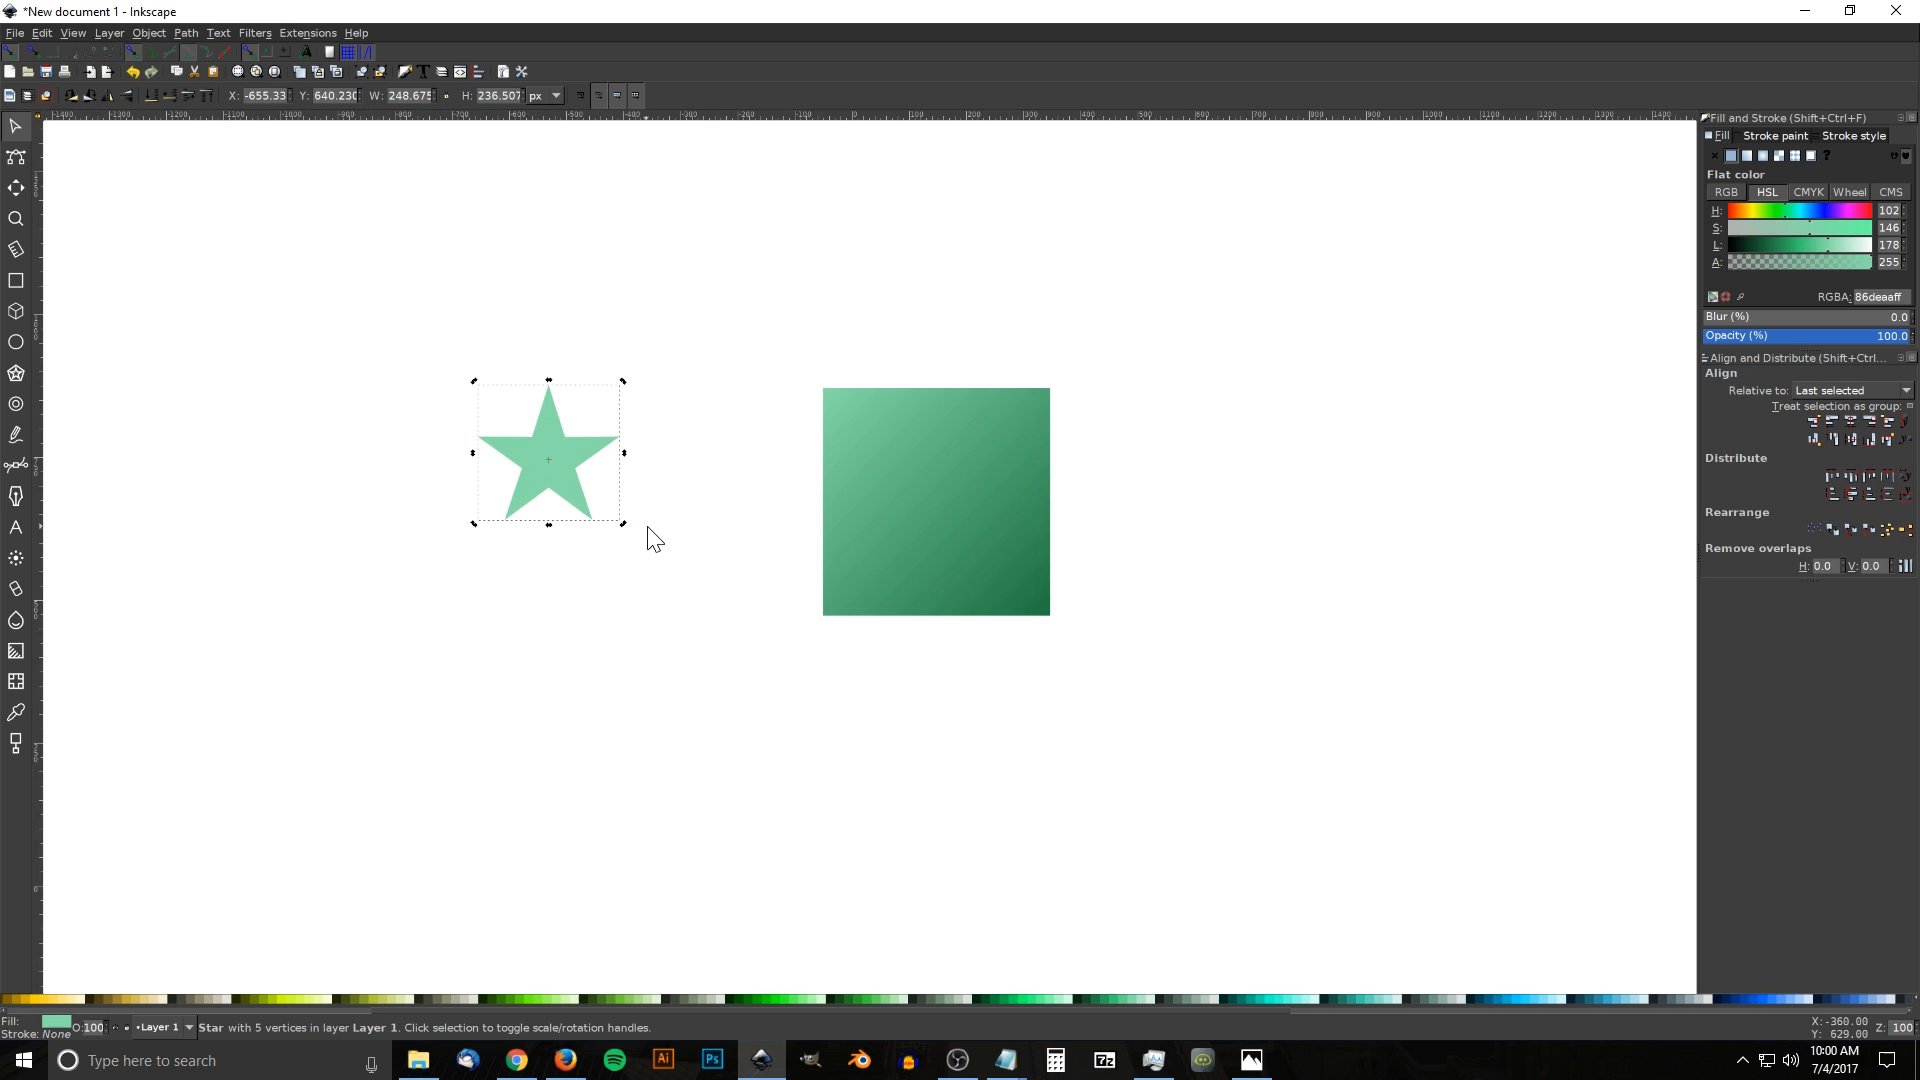 *New document 1 - Inkscape
File Edit View Layer Object Path Text Filters Extensions Help
X: -655.33 Y: 640.230 W: 248.675 H: 236.507 px
Fill and Stroke (Shift+Ctrl+F)
Fill Stroke paint Stroke style
?
Flat color
RGB HSL CMYK Wheel CMS
H: 102
S: 146
L: 178
A: 255
RGBA: 86deaaff
Blur (%) 0.0
Opacity (%) 100.0
Align and Distribute (Shift+Ctrl...
Align
Relative to: Last selected
Treat selection as group:
Distribute
Rearrange
Remove overlaps
H: 0.0 V: 0.0
Fill: O: 100 •Layer 1 Star with 5 vertices in layer Layer 1. Click selection to toggle scale/rotation handles. X: -360.00
Stroke: None Y: 629.00 Z: 100
Type here to search
Ai Ps 7z
10:00 AM
7/4/2017